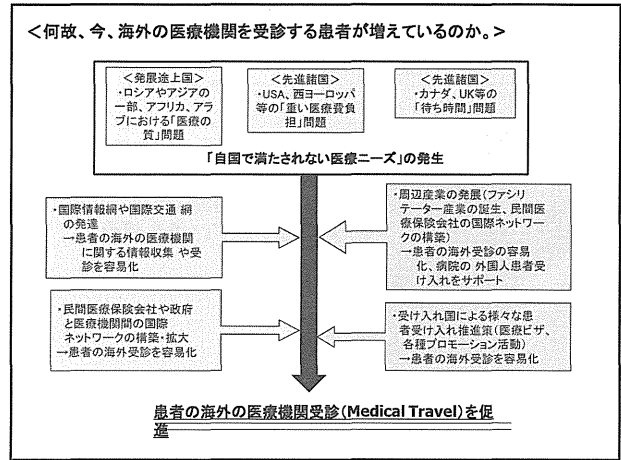 <何故、今、海外の医療機関を受診する患者が増えているのか。>
<発展途上国>
・ロシアやアジアの
一部、アフリカ、アラ
ブにおける「医療の
質」問題
<先進諸国>
・USA、西ヨーロッパ
等の「重い医療費負
担」問題
<先進諸国>
・カナダ、UK等の
「待ち時間」問題
「自国で満たされない医療ニーズ」の発生
・国際情報網や国際交通 網
の発達
→患者の海外の医療機関
に関する情報収集 や受
診を容易化
・周辺産業の発展(ファシリ
テーター産業の誕生、民間医
療保険会社の国際ネットワー
クの構築)
→患者の海外受診の容易
化、病院の 外国人患者受
け入れをサポート
・民間医療保険会社や政府
と医療機関間の国際
ネットワークの構築・拡大
→患者の海外受診を容易化
・受け入れ国による様々な患
者受け入れ推進策(医療ビザ、
各種プロモーション活動)
→患者の海外受診を容易化
患者の海外の医療機関受診(Medical Travel)を促
進